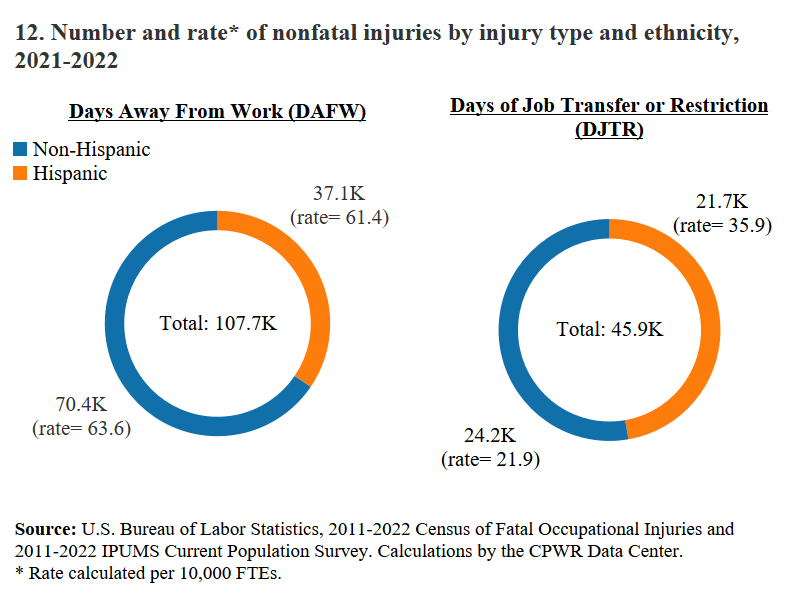 12. Number and rate* of nonfatal injuries by injury type and ethnicity,
2021-2022
Days Away From Work (DAFW)
Non-Hispanic
Hispanic
37.1K
(rate= 61.4)
Total: 107.7K
70.4K
(rate= 63.6)
Days of Job Transfer or Restriction
(DJTR)
21.7K
(rate= 35.9)
Total: 45.9K
24.2K
(rate= 21.9)
Source: U.S. Bureau of Labor Statistics, 2011-2022 Census of Fatal Occupational Injuries and
2011-2022 IPUMS Current Population Survey. Calculations by the CPWR Data Center.
* Rate calculated per 10,000 FTEs.